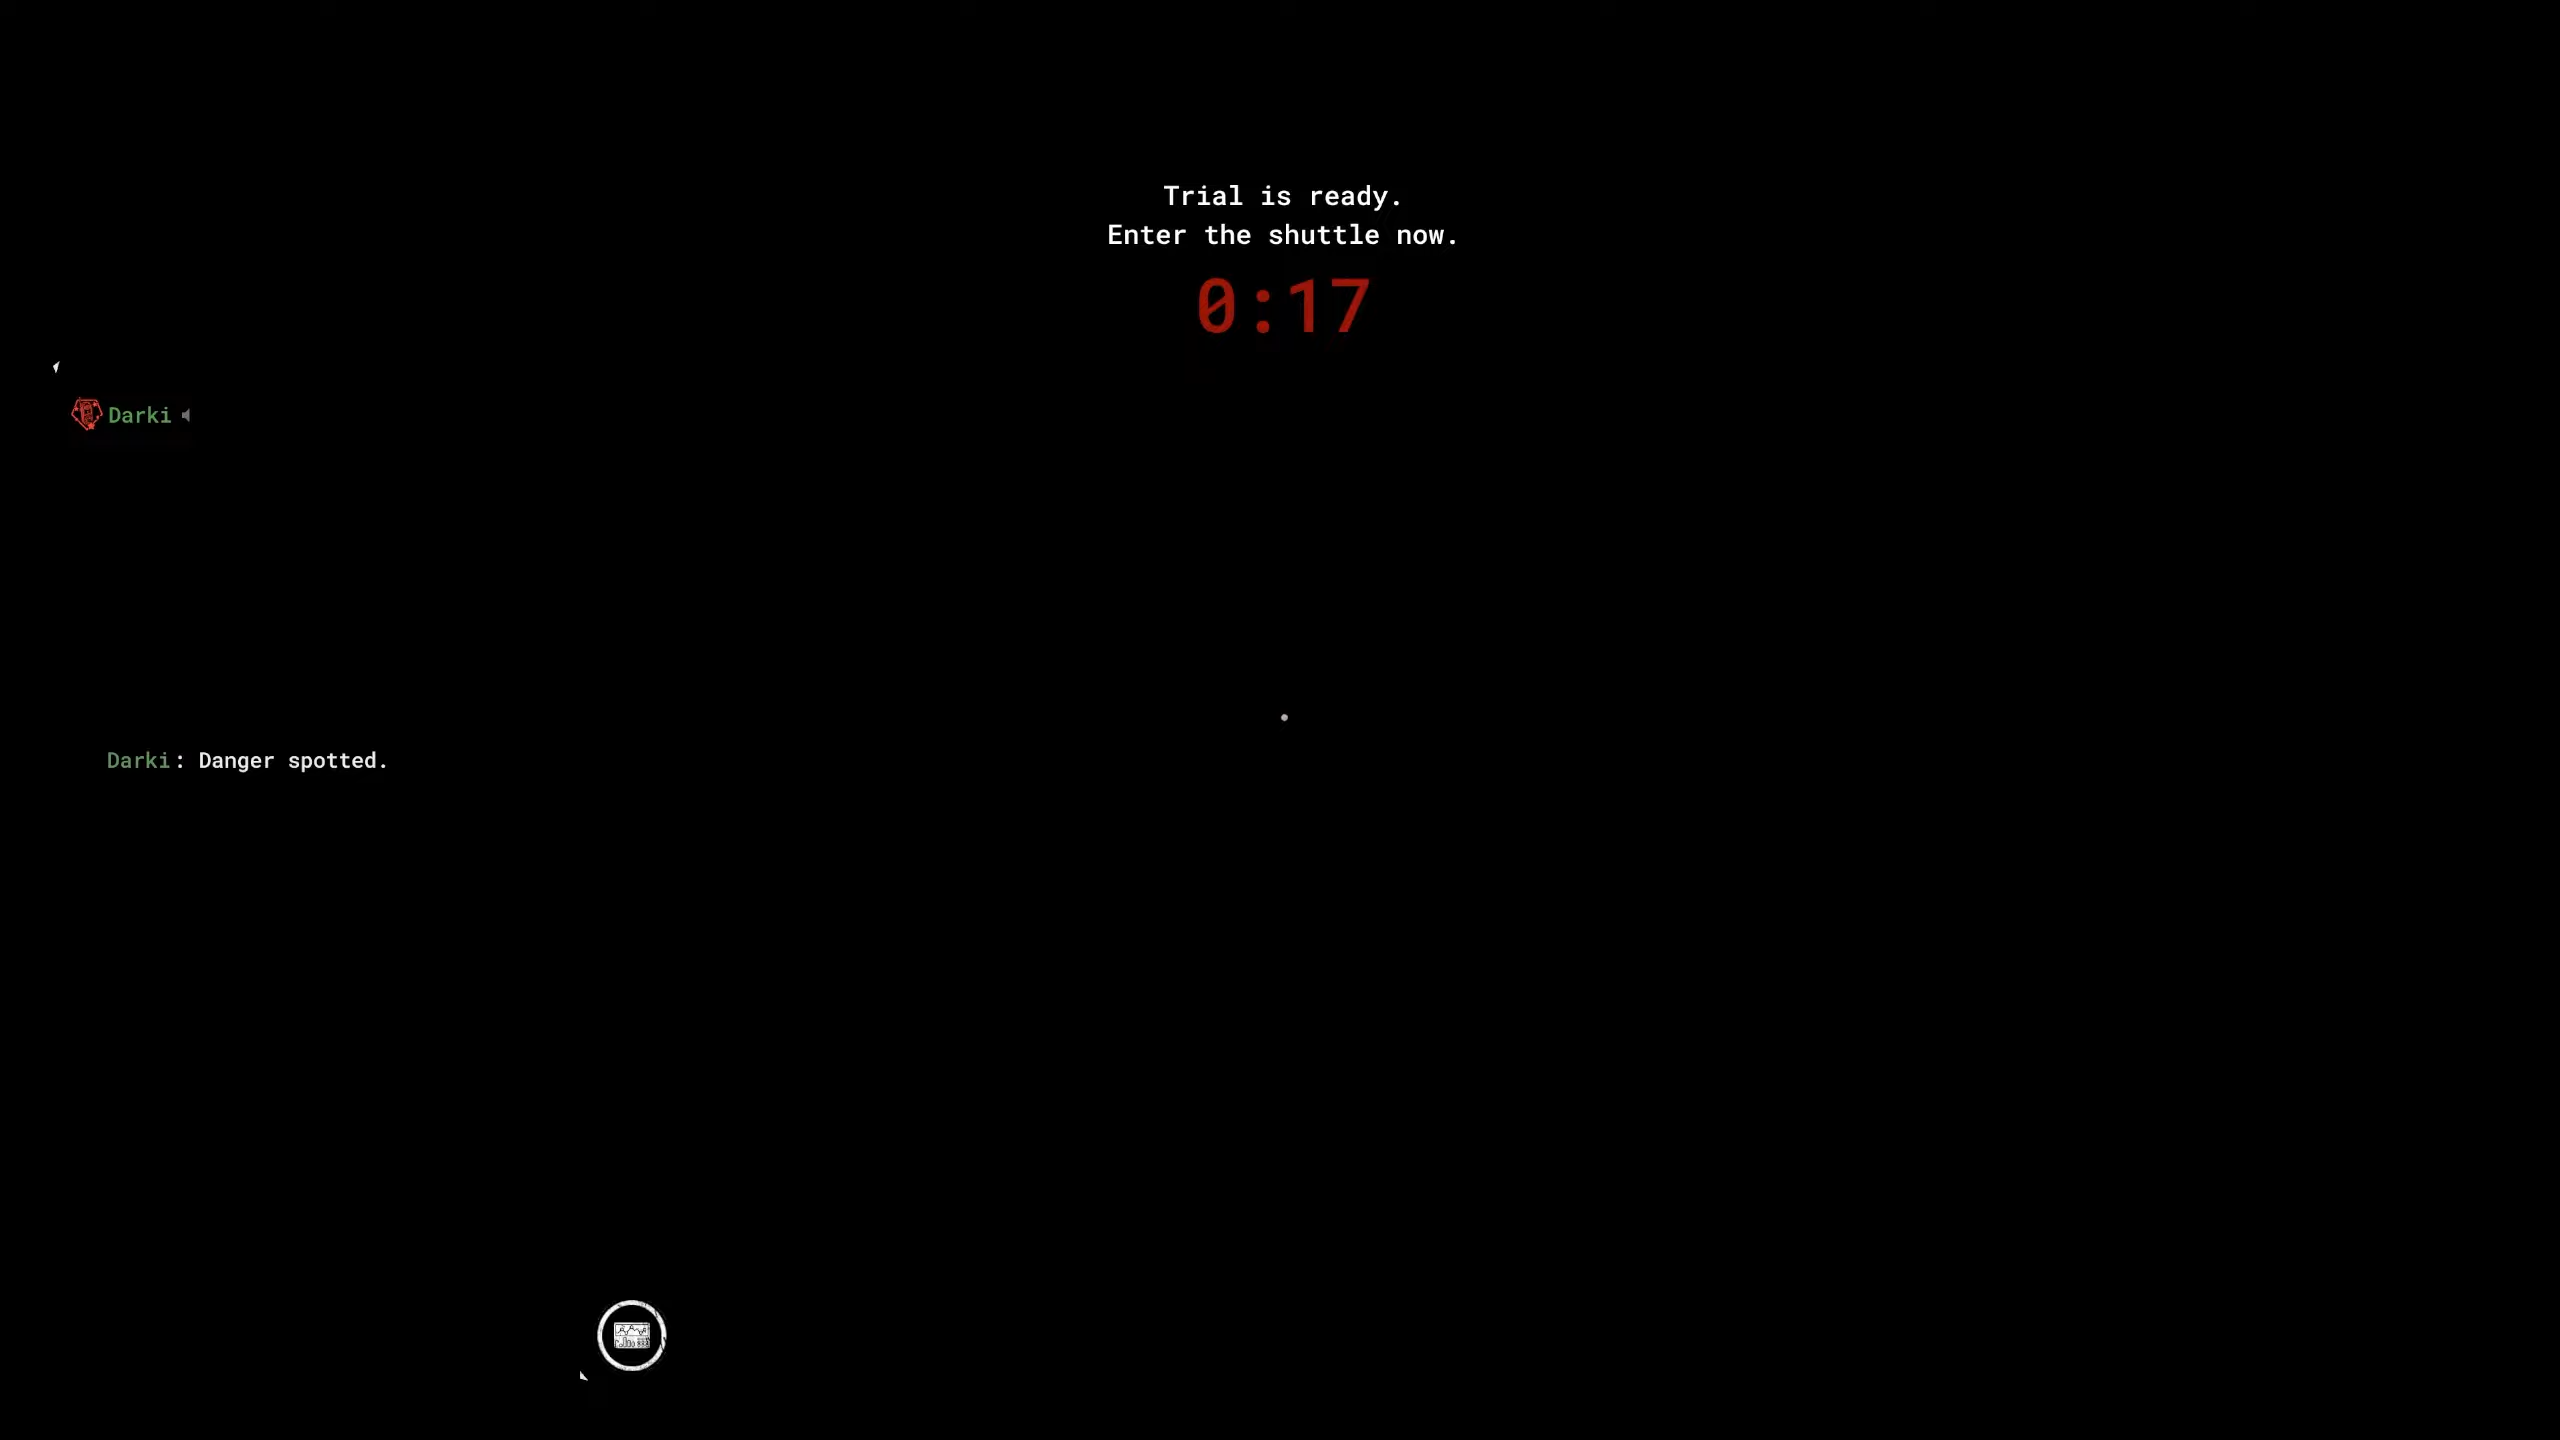 Trial is ready.
Enter the shuttle now.
0:17
Darki
Darki: Danger spotted.